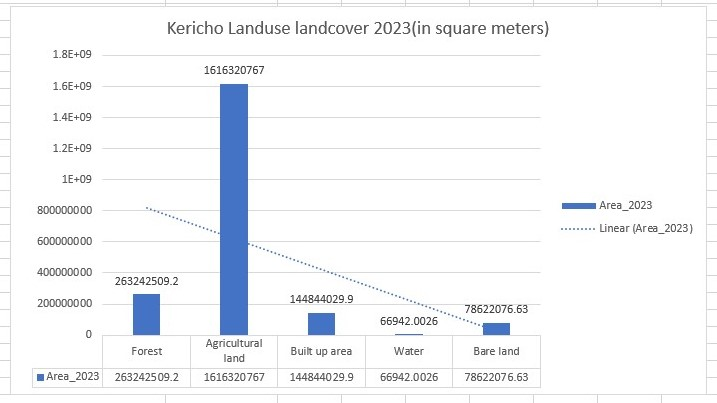 Kericho Landuse landcover 2023(in square meters)
1.8E+09
1.6E+09
1.4E+09
1.2E+09
1E+09
800000000
600000000
400000000
200000000
0
263242509.2
1616320767
144844029.9
66942.0026
78622076.63
Forest
Agricultural
land
Built up area
Water
Bare land
Area_2023 263242509.2 1616320767 144844029.9 66942.0026 78622076.63
Area_2023
Linear (Area_2023)